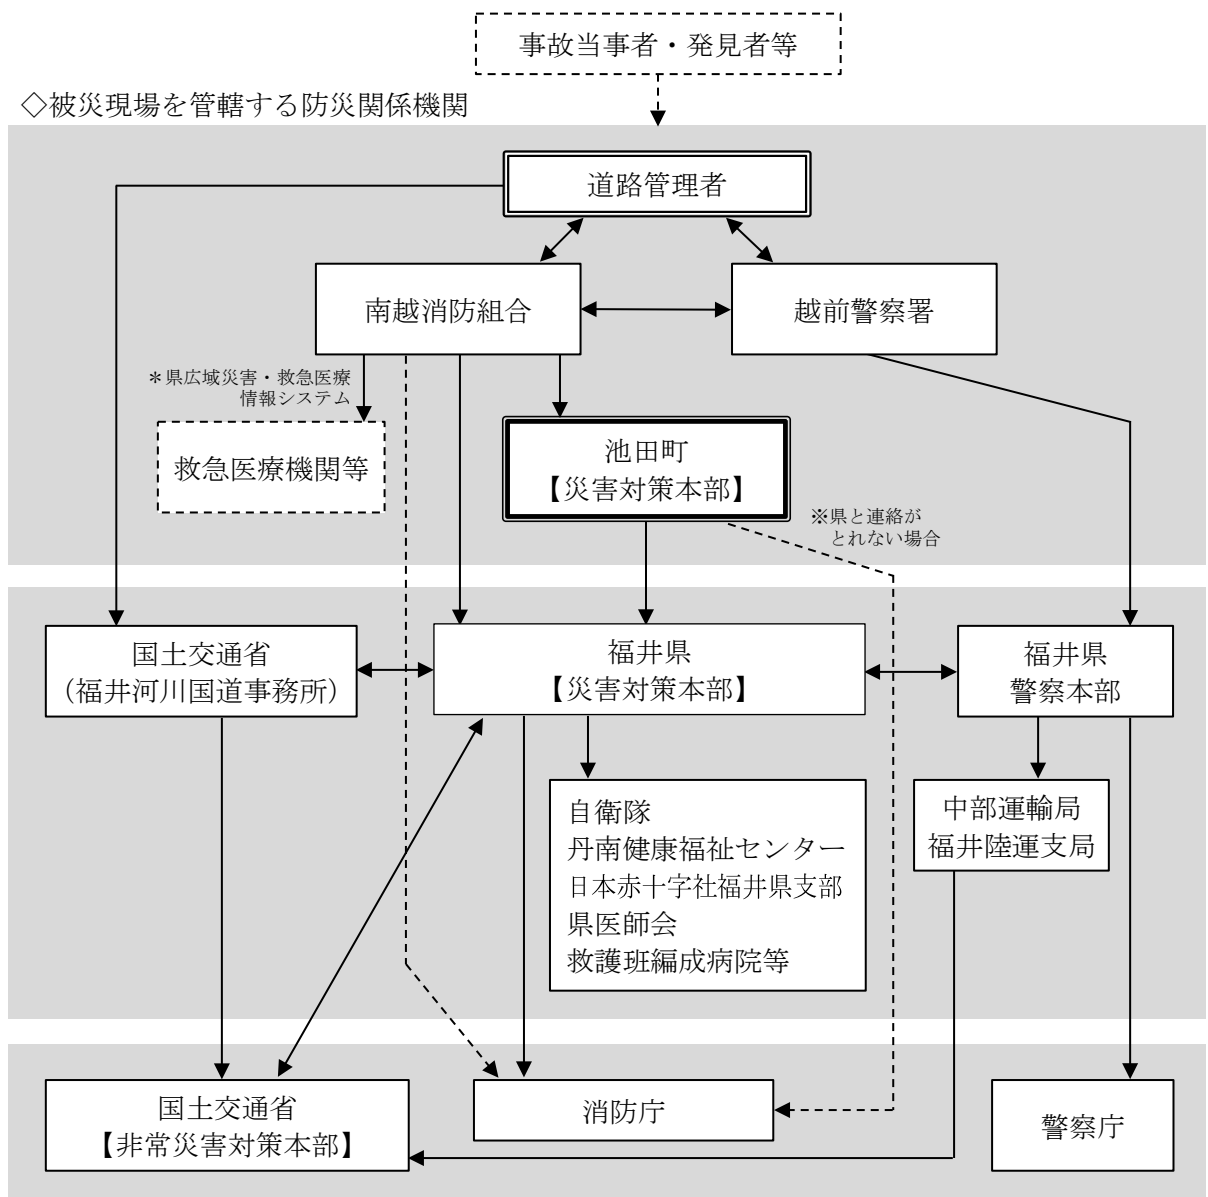 事故当事者・発見者等
◇被災現場を管轄する防災関係機関
道路管理者
南越消防組合
越前警察署
＊県広域災害・救急医療
情報システム
救急医療機関等
池田町
【災害対策本部】
※県と連絡が
とれない場合
国土交通省
（福井河川国道事務所）
福井県
【災害対策本部】
福井県
警察本部
自衛隊
丹南健康福祉センター
日本赤十字社福井県支部
県医師会
救護班編成病院等
中部運輸局
福井陸運支局
国土交通省
【非常災害対策本部】
消防庁
警察庁